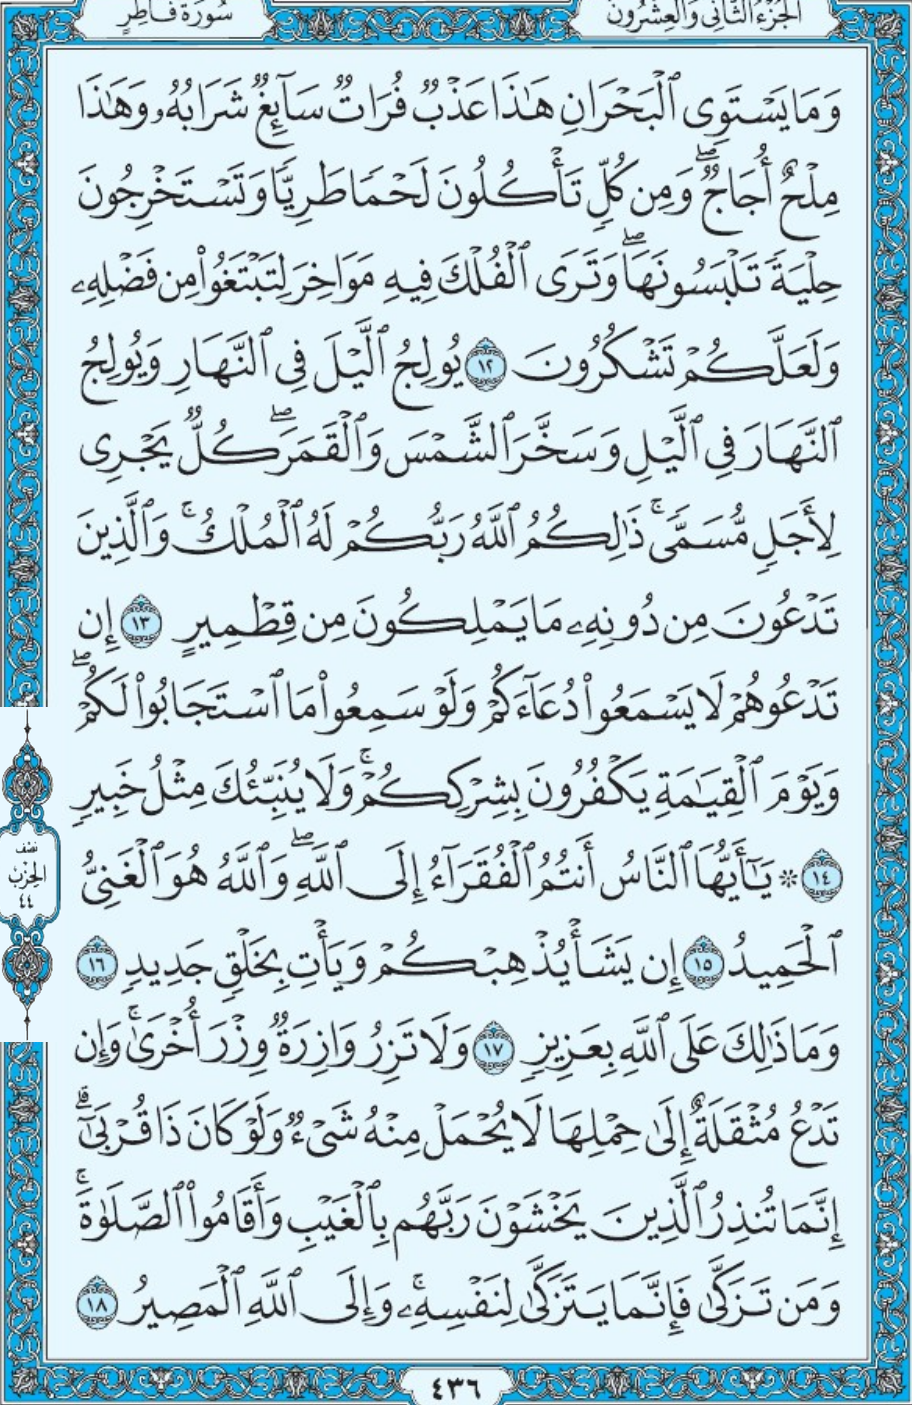 الجزء الثاني والعشرون
سورة فاطر
وَمَا يَسْتَوِى ٱلْبَحْرَانِ هَٰذَا عَذْبٌ فُرَاتٌ سَآئِغٌ شَرَابُهُۥ وَهَٰذَا
مِلْحٌ أُجَاجٌ ۖ وَمِن كُلٍّ تَأْكُلُونَ لَحْمًا طَرِيًّا وَتَسْتَخْرِجُونَ
حِلْيَةً تَلْبَسُونَهَا ۖ وَتَرَى ٱلْفُلْكَ فِيهِ مَوَاخِرَ لِتَبْتَغُوا۟ مِن فَضْلِهِۦ
وَلَعَلَّكُمْ تَشْكُرُونَ ١٢ يُولِجُ ٱلَّيْلَ فِى ٱلنَّهَارِ وَيُولِجُ
ٱلنَّهَارَ فِى ٱلَّيْلِ وَسَخَّرَ ٱلشَّمْسَ وَٱلْقَمَرَ ۖ كُلٌّ يَجْرِى
لِأَجَلٍ مُّسَمًّى ۚ ذَٰلِكُمُ ٱللَّهُ رَبُّكُمْ لَهُ ٱلْمُلْكُ ۚ وَٱلَّذِينَ
تَدْعُونَ مِن دُونِهِۦ مَا يَمْلِكُونَ مِن قِطْمِيرٍ ١٣ إِن
تَدْعُوهُمْ لَا يَسْمَعُوا۟ دُعَآءَكُمْ وَلَوْ سَمِعُوا۟ مَا ٱسْتَجَابُوا۟ لَكُمْ ۖ
وَيَوْمَ ٱلْقِيَٰمَةِ يَكْفُرُونَ بِشِرْكِكُمْ ۚ وَلَا يُنَبِّئُكَ مِثْلُ خَبِيرٍ
١٤ ۞ يَٰٓأَيُّهَا ٱلنَّاسُ أَنتُمُ ٱلْفُقَرَآءُ إِلَى ٱللَّهِ ۖ وَٱللَّهُ هُوَ ٱلْغَنِىُّ
ٱلْحَمِيدُ ١٥ إِن يَشَأْ يُذْهِبْكُمْ وَيَأْتِ بِخَلْقٍ جَدِيدٍ ١٦
وَمَا ذَٰلِكَ عَلَى ٱللَّهِ بِعَزِيزٍ ١٧ وَلَا تَزِرُ وَازِرَةٌ وِزْرَ أُخْرَىٰ ۚ وَإِن
تَدْعُ مُثْقَلَةٌ إِلَىٰ حِمْلِهَا لَا يُحْمَلْ مِنْهُ شَىْءٌ وَلَوْ كَانَ ذَا قُرْبَىٰٓ ۗ
إِنَّمَا تُنذِرُ ٱلَّذِينَ يَخْشَوْنَ رَبَّهُم بِٱلْغَيْبِ وَأَقَامُوا۟ ٱلصَّلَوٰةَ ۚ
وَمَن تَزَكَّىٰ فَإِنَّمَا يَتَزَكَّىٰ لِنَفْسِهِۦ ۚ وَإِلَى ٱللَّهِ ٱلْمَصِيرُ ١٨
نصف
الحزب
٤٤
٤٣٦